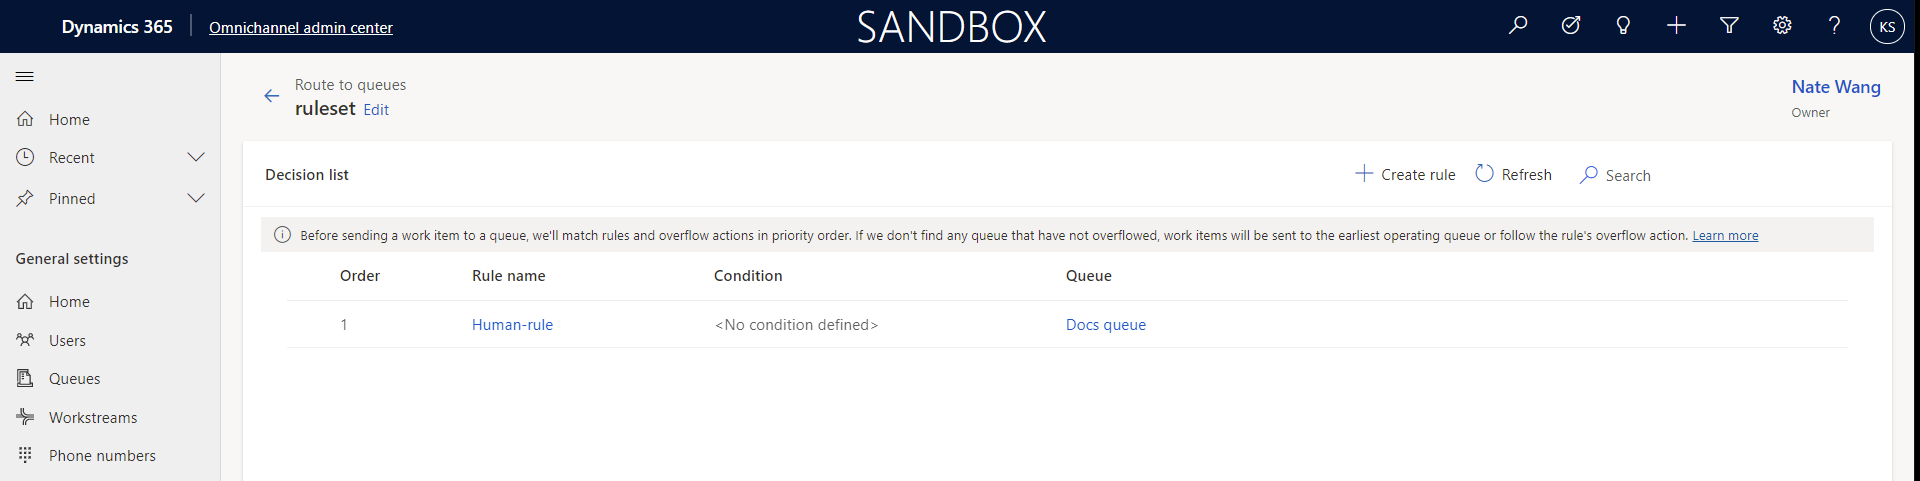 Dynamics 365 Omnichannel admin center SANDBOX KS
Route to queues
ruleset Edit
Nate Wang
Owner
Home
Recent
Pinned
General settings
Home
Users
Queues
Workstreams
Phone numbers
Decision list Create rule Refresh Search
Before sending a work item to a queue, we'll match rules and overflow actions in priority order. If we don't find any queue that have not overflowed, work items will be sent to the earliest operating queue or follow the rule's overflow action. Learn more
Order Rule name Condition Queue
1 Human-rule <No condition defined> Docs queue